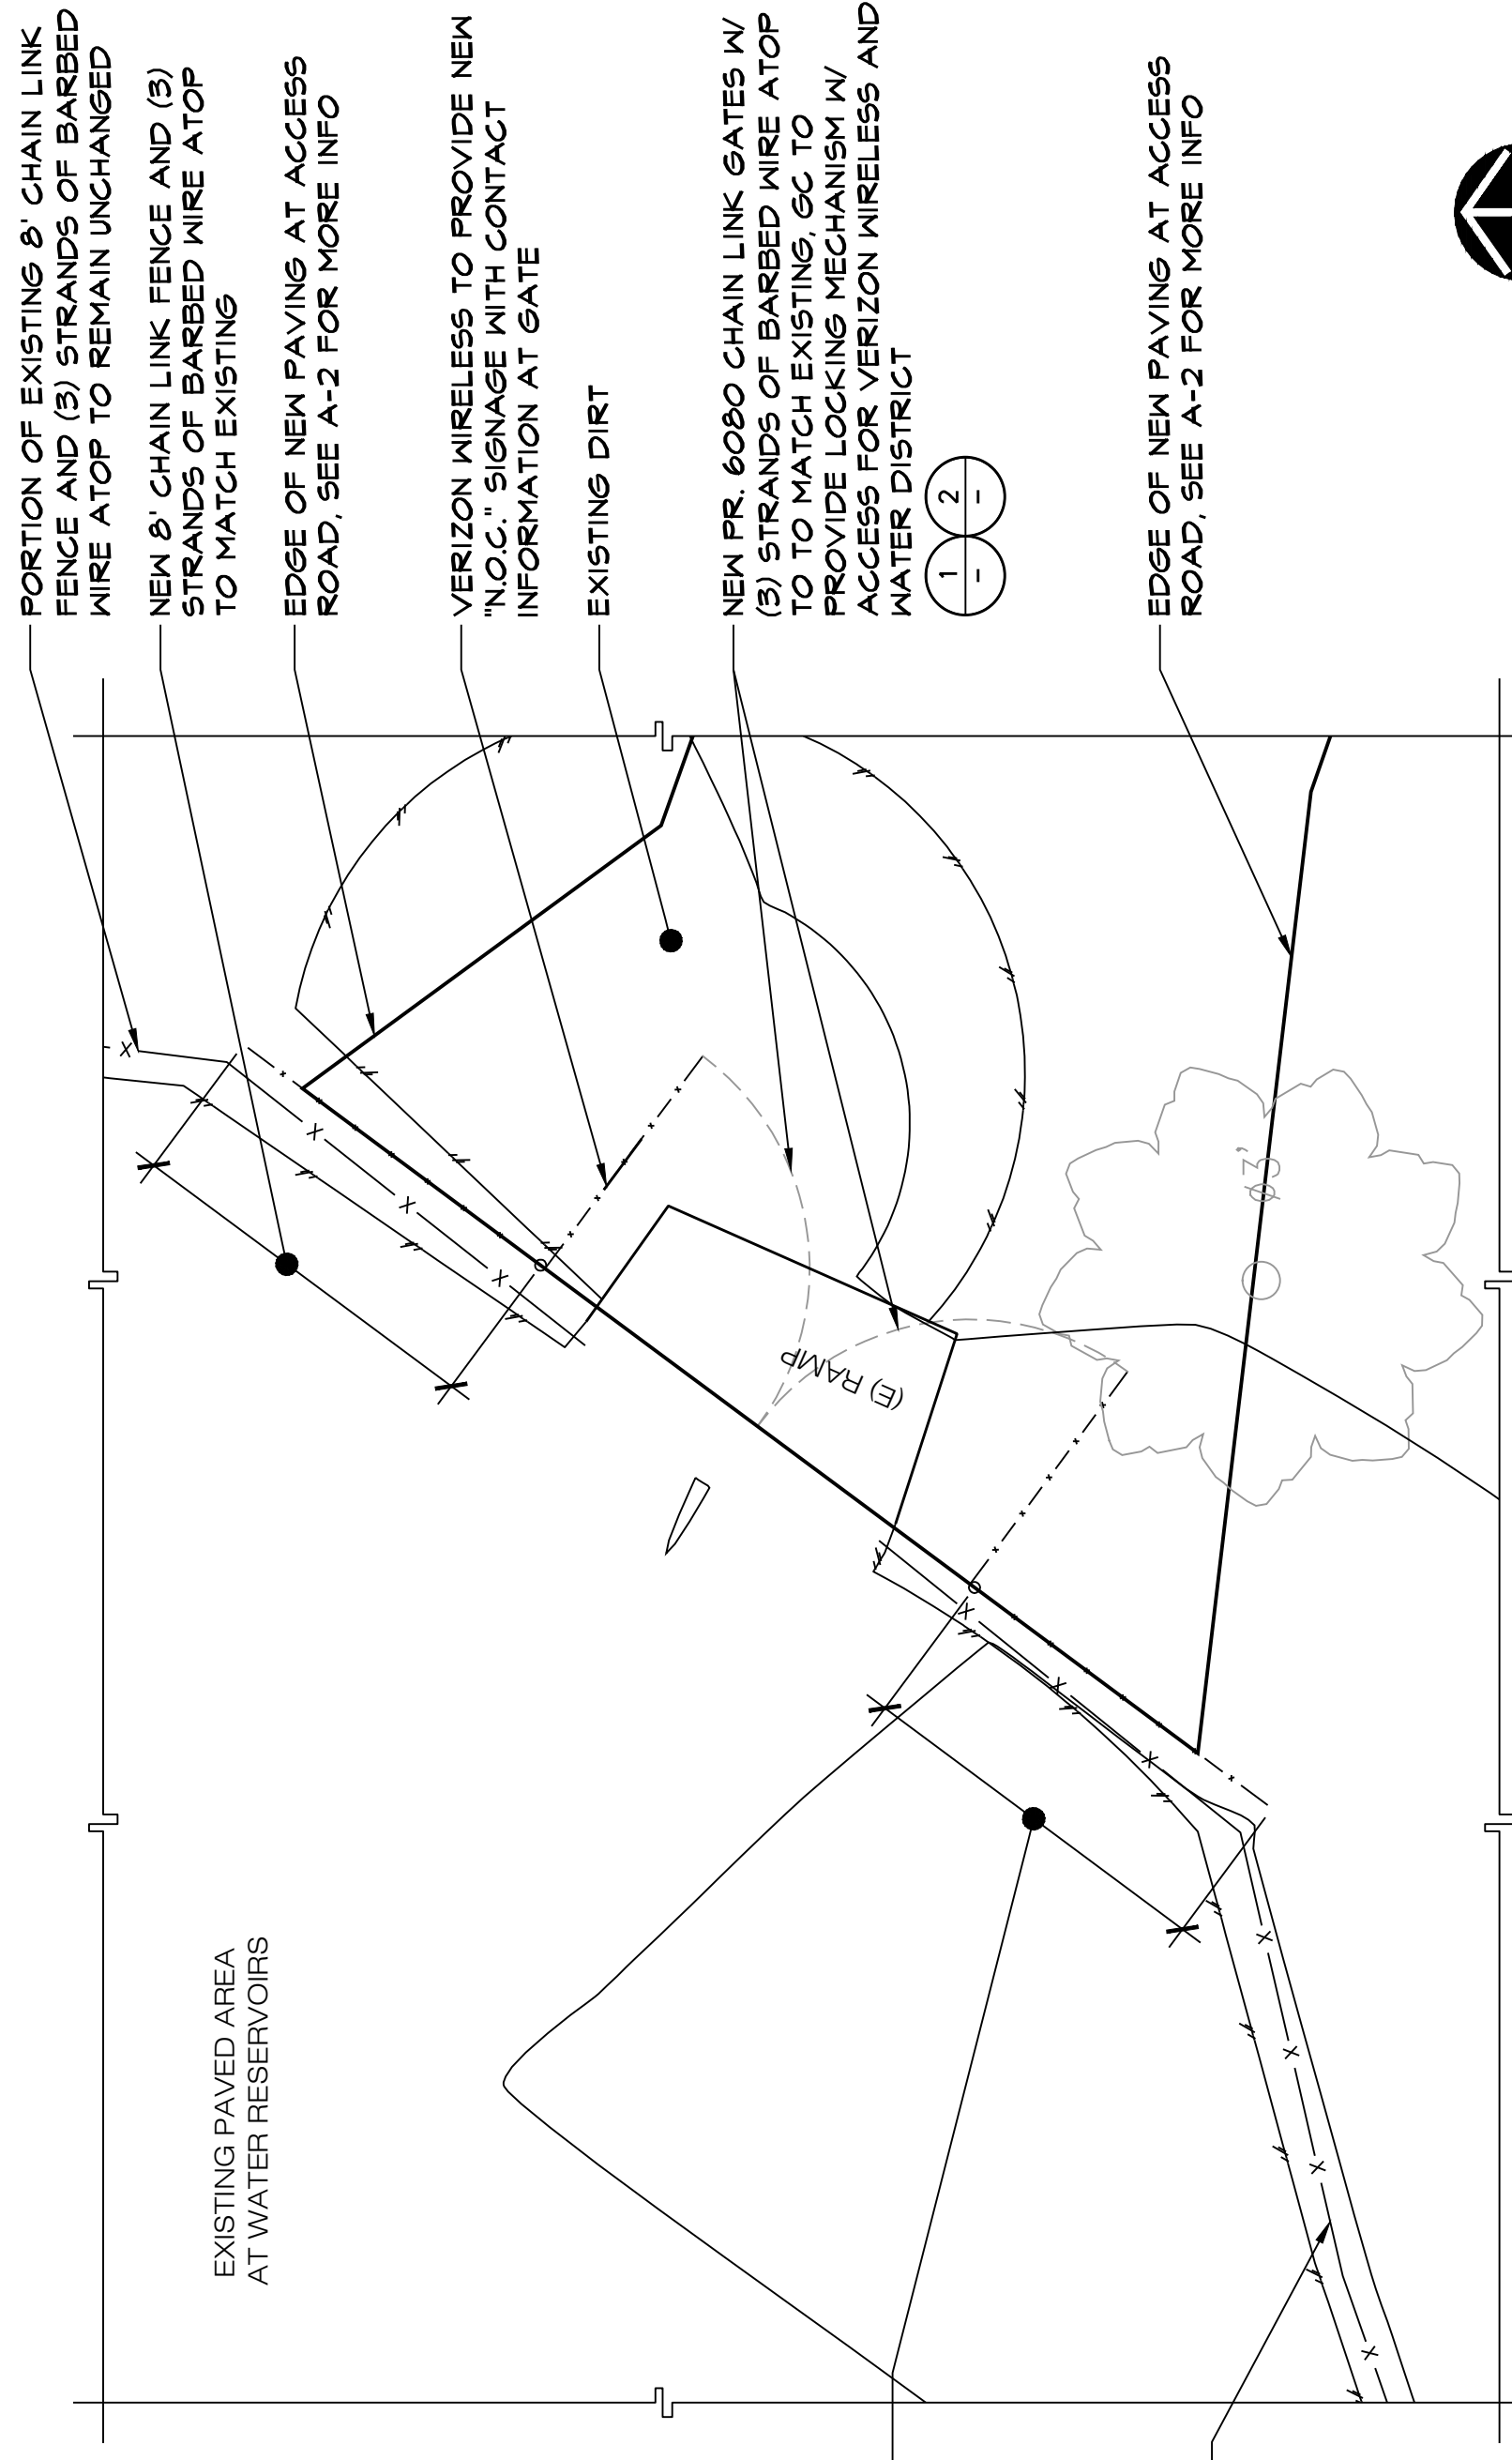 PORTION OF EXISTING 8' CHAIN LINK
FENCE AND (3) STRANDS OF BARBED
WIRE ATOP TO REMAIN UNCHANGED
NEW 8' CHAIN LINK FENCE AND (3)
STRANDS OF BARBED WIRE ATOP
TO MATCH EXISTING
EDGE OF NEW PAVING AT ACCESS
ROAD, SEE A-2 FOR MORE INFO
VERIZON WIRELESS TO PROVIDE NEW
"N.O.C." SIGNAGE WITH CONTACT
INFORMATION AT GATE
EXISTING DIRT
NEW PR. 6080 CHAIN LINK GATES W/
(3) STRANDS OF BARBED WIRE ATOP
TO TO MATCH EXISTING, GC TO
PROVIDE LOCKING MECHANISM W/
ACCESS FOR VERIZON WIRELESS AND
WATER DISTRICT
1 2
- -
EDGE OF NEW PAVING AT ACCESS
ROAD, SEE A-2 FOR MORE INFO
(E) RAMP
EXISTING PAVED AREA
AT WATER RESERVOIRS